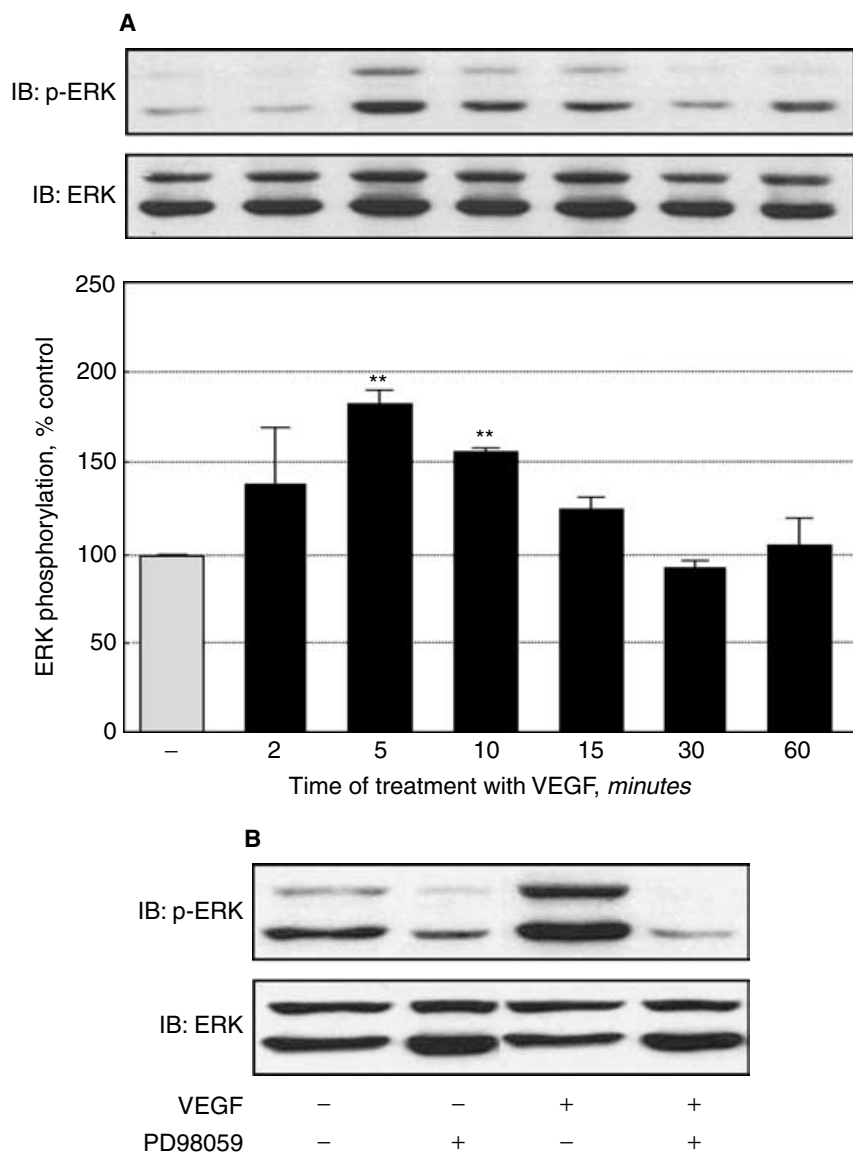 A
IB: p-ERK
IB: ERK
250
200
150
100
50
0
ERK phosphorylation, % control
**
**
– 2 5 10 15 30 60
Time of treatment with VEGF, minutes
B
IB: p-ERK
IB: ERK
VEGF – – + +
PD98059 – + – +